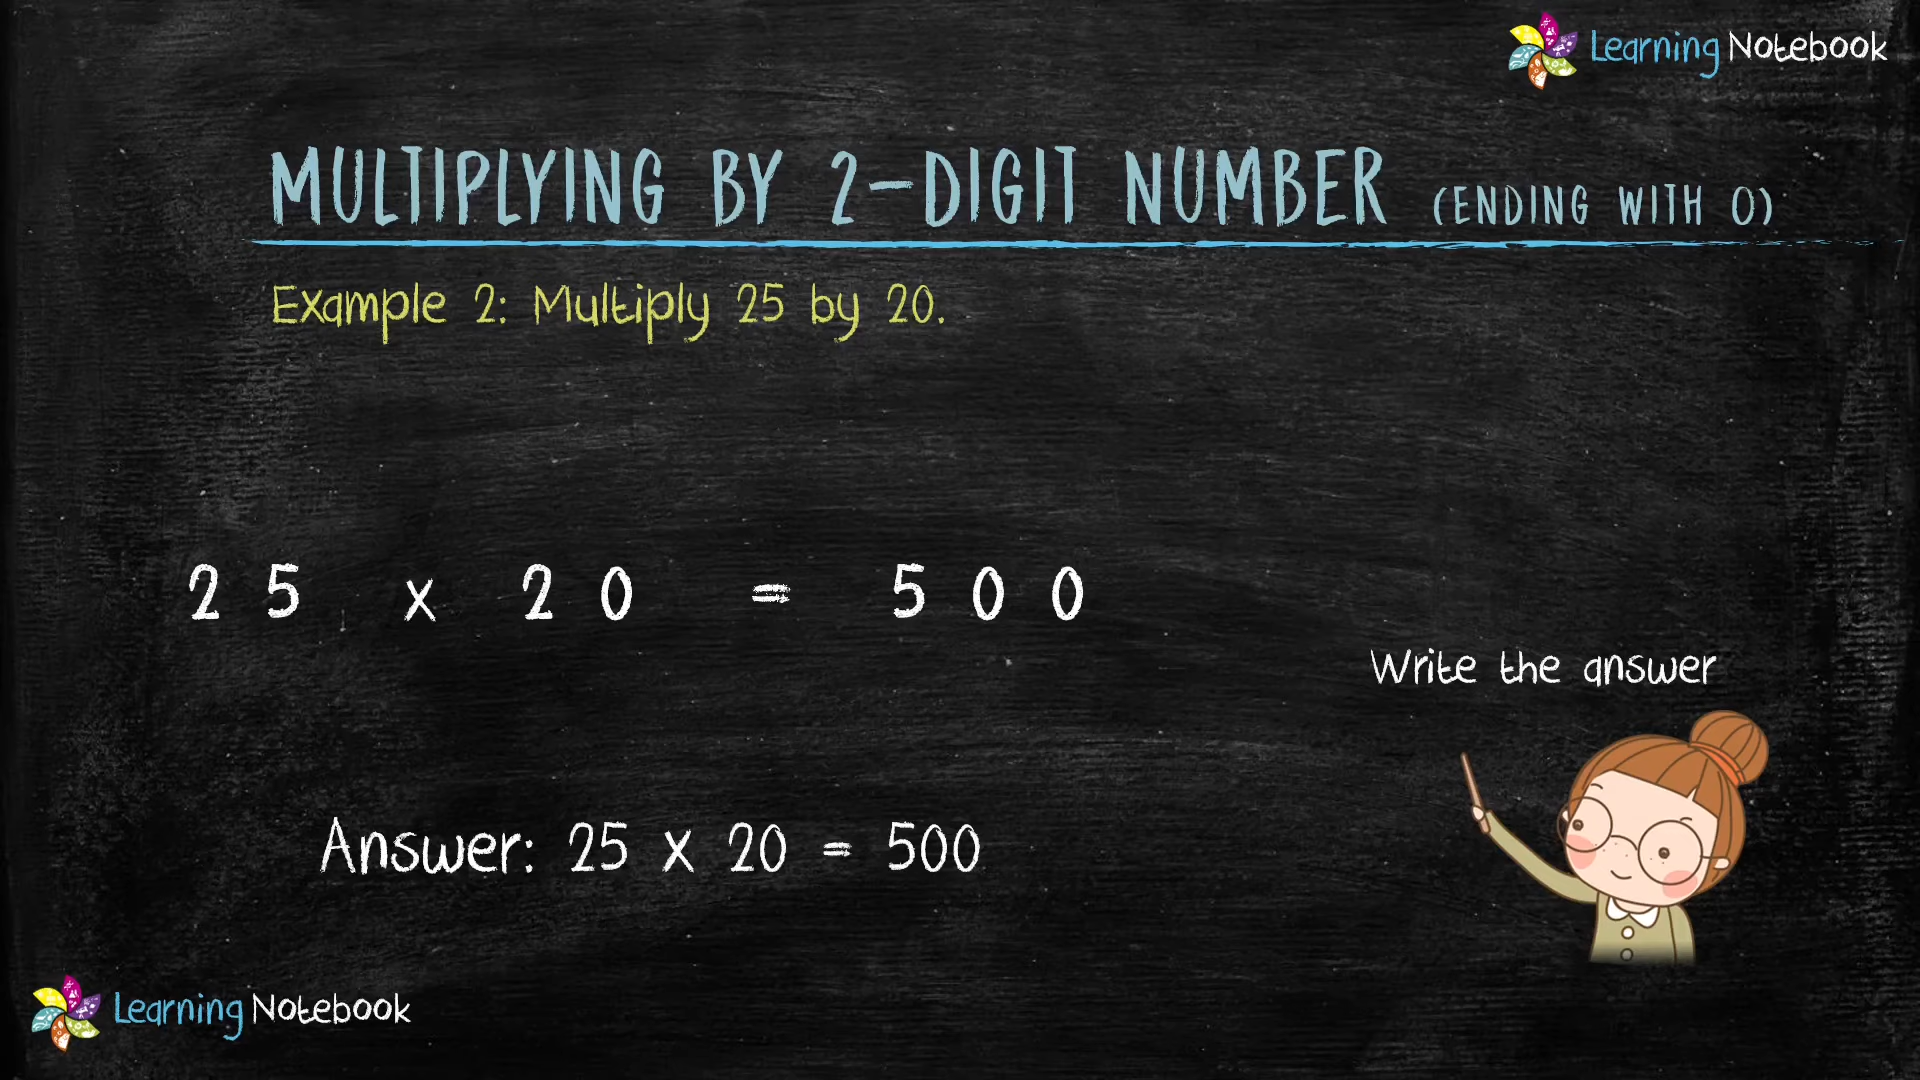 Learning Notebook
MULTIPLYING BY 2-DIGIT NUMBER (ENDING WITH 0)
Example 2: Multiply 25 by 20.
2 5 x 2 0 = 5 0 0
Write the answer
Answer: 25 x 20 = 500
Learning Notebook